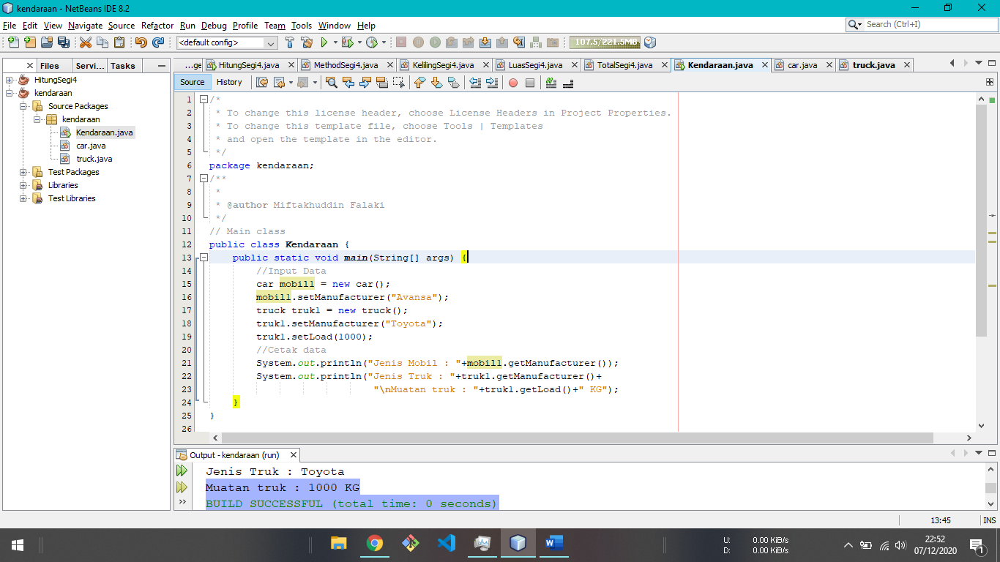 kendaraan - NetBeans IDE 8.2
File Edit View Navigate Source Refactor Run Debug Profile Team Tools Window Help
Search (Ctrl+I)
<default config>
107.5/221.5MB
Files Servi... Tasks
...ge HitungSegi4.java MethodSegi4.java KelilingSegi4.java LuasSegi4.java TotalSegi4.java Kendaraan.java car.java truck.java
HitungSegi4
kendaraan
Source Packages
kendaraan
Kendaraan.java
car.java
truck.java
Test Packages
Libraries
Test Libraries
Source History
1 /*
2 * To change this license header, choose License Headers in Project Properties.
3 * To change this template file, choose Tools | Templates
4 * and open the template in the editor.
5 */
6 package kendaraan;
7 /**
8 *
9 * @author Miftakhuddin Falaki
10 */
11 // Main class
12 public class Kendaraan {
13 public static void main(String[] args) {
14 //Input Data
15 car mobil1 = new car();
16 mobil1.setManufacturer("Avansa");
17 truck truk1 = new truck();
18 truk1.setManufacturer("Toyota");
19 truk1.setLoad(1000);
20 //Cetak data
21 System.out.println("Jenis Mobil : "+mobil1.getManufacturer());
22 System.out.println("Jenis Truk : "+truk1.getManufacturer()+
23 "\nMuatan truk : "+truk1.getLoad()+" KG");
24 }
25 }
26
Output - kendaraan (run)
Jenis Truk : Toyota
Muatan truk : 1000 KG
BUILD SUCCESSFUL (total time: 0 seconds)
13:45 INS
U: 0.00 KiB/s
D: 0.00 KiB/s
22:52
07/12/2020
1